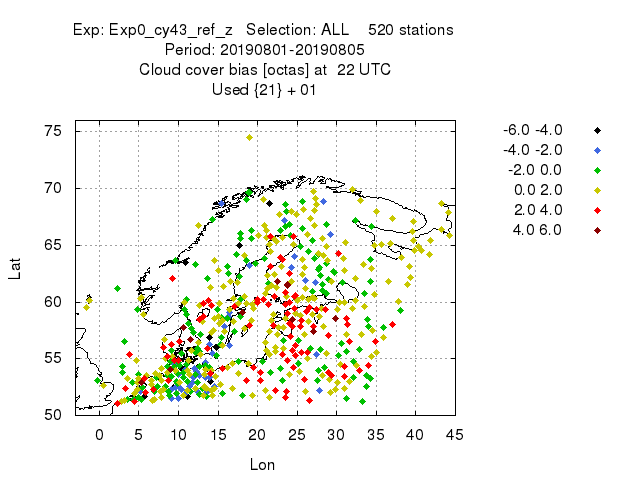 Exp: Exp0_cy43_ref_z   Selection: ALL    520 stations
Period: 20190801-20190805
Cloud cover bias [octas] at  22 UTC
Used {21} + 01
-6.0 -4.0
-4.0 -2.0
-2.0  0.0
0.0  2.0
2.0  4.0
4.0  6.0
75
70
65
60
55
50
Lat
0 5 10 15 20 25 30 35 40 45
Lon